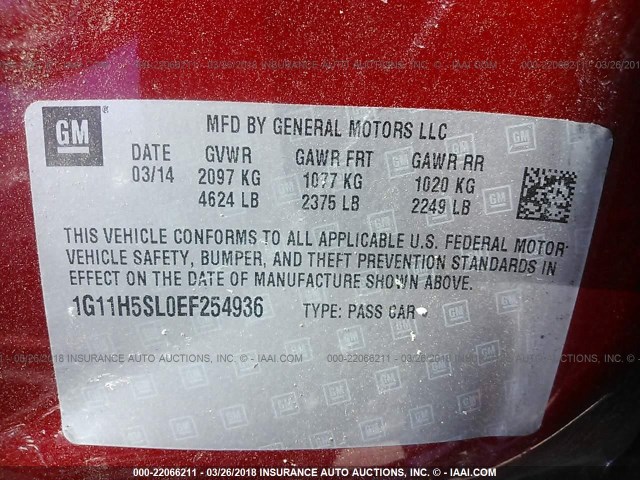 GM ®
MFD BY GENERAL MOTORS LLC
DATE GVWR GAWR FRT GAWR RR
03/14 2097 KG 1077 KG 1020 KG
4624 LB 2375 LB 2249 LB
THIS VEHICLE CONFORMS TO ALL APPLICABLE U.S. FEDERAL MOTOR
VEHICLE SAFETY, BUMPER, AND THEFT PREVENTION STANDARDS IN
EFFECT ON THE DATE OF MANUFACTURE SHOWN ABOVE.
1G11H5SL0EF254936 TYPE: PASS CAR
000-22066211 - 03/26/2018 INSURANCE AUTO AUCTIONS, INC. - IAAI.COM